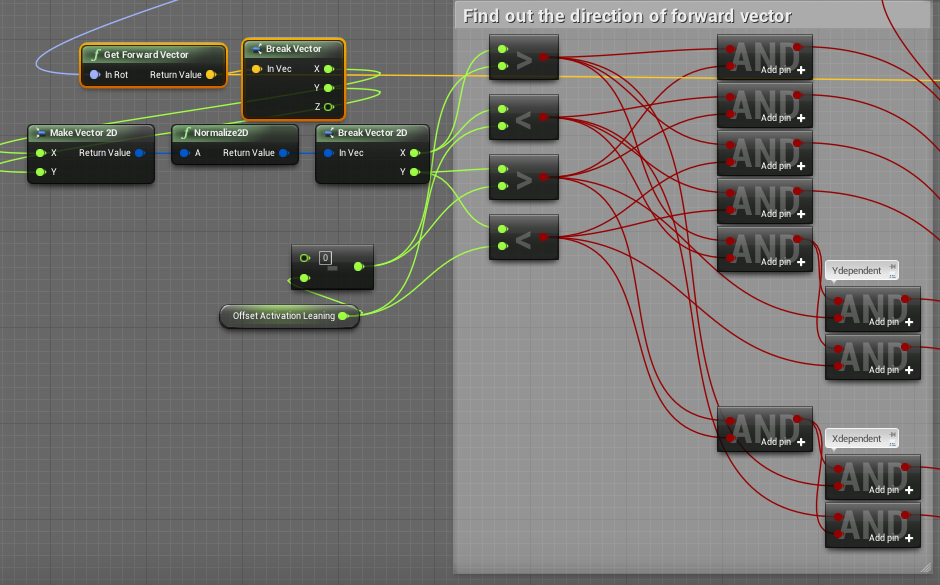 Find out the direction of forward vector
Get Forward Vector
In Rot Return Value
Break Vector
In Vec X
Y
Z
Make Vector 2D
X Return Value
Y
Normalize2D
A Return Value
Break Vector 2D
In Vec X
Y
0
-
Offset Activation Leaning
>
<
>
<
AND
Add pin +
AND
Add pin +
AND
Add pin +
AND
Add pin +
AND
Add pin +
Ydependent
AND
Add pin +
AND
Add pin +
AND
Add pin +
Xdependent
AND
Add pin +
AND
Add pin +